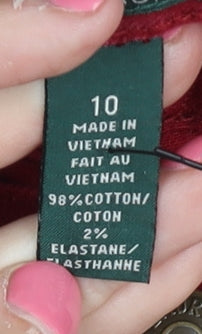 10
MADE IN
VIETNAM
FAIT AU
VIETNAM
98%COTTON/
COTON
2%
ELASTANE/
ELASTHANNE